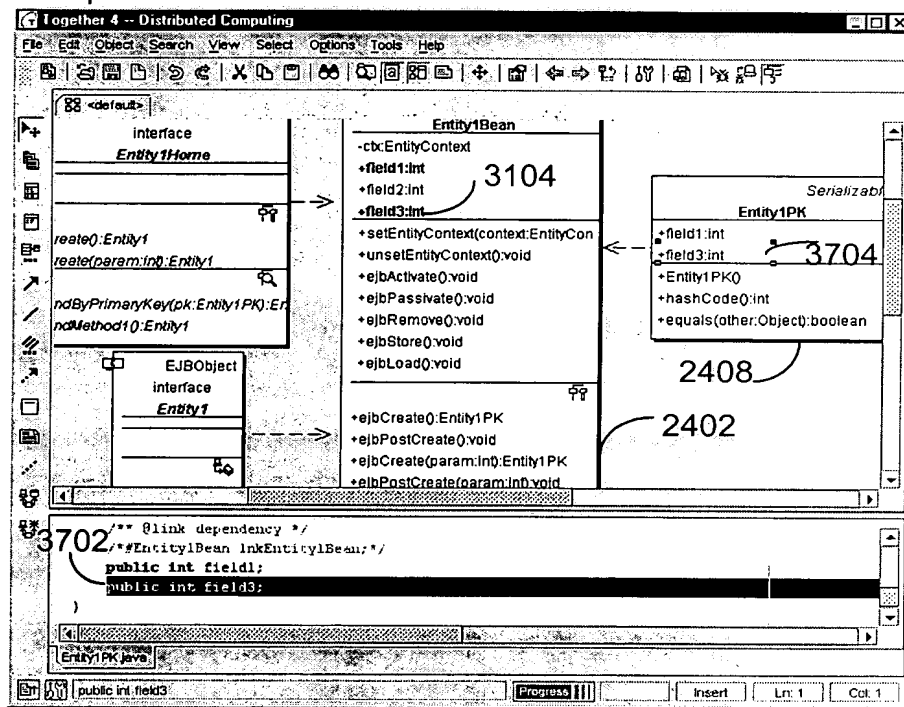 Together 4 -- Distributed Computing
File Edit Object Search View Select Options Tools Help
<default>
interface
Entity1Home
reate():Entity1
reate(param:int):Entity1
ndByPrimaryKey(pk:Entity1PK):En
ndMethod1():Entity1
EJBObject
interface
Entity1
Entity1Bean
-ctx:EntityContext
+field1:int
+field2:int
+field3:int
3104
+setEntityContext(context:EntityCon
+unsetEntityContext():void
+ejbActivate():void
+ejbPassivate():void
+ejbRemove():void
+ejbStore():void
+ejbLoad():void
+ejbCreate():Entity1PK
+ejbPostCreate():void
+ejbCreate(param:int):Entity1PK
+ejbPostCreate(param:int):void
Serializabl
Entity1PK
+field1:int
+field3:int
3704
+Entity1PK()
+hashCode():int
+equals(other:Object):boolean
2408
2402
/** @link dependency */
3702
/*#Entity1Bean lnkEntity1Bean;*/
public int field1;
public int field3;
}
Entity1PK.java
public int field3
Progress
Insert
Ln: 1
Col: 1